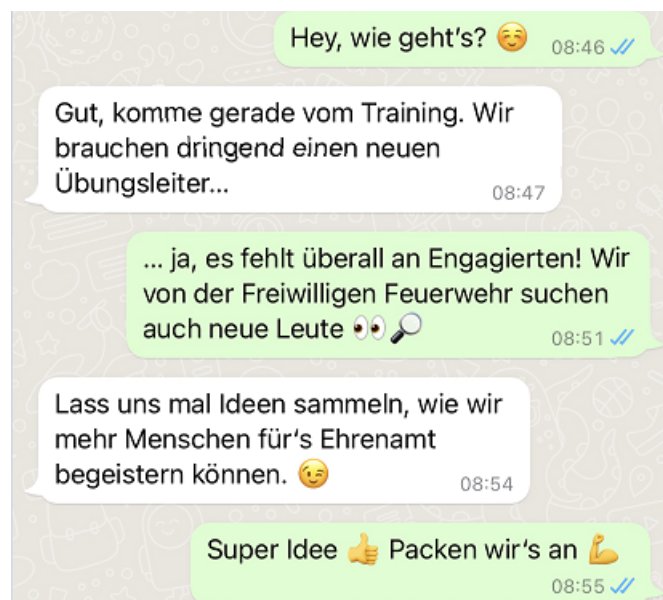 Hey, wie geht's? ☺️ 08:46
Gut, komme gerade vom Training. Wir
brauchen dringend einen neuen
Übungsleiter...
08:47
... ja, es fehlt überall an Engagierten! Wir
von der Freiwilligen Feuerwehr suchen
auch neue Leute 👀🔎
08:51
Lass uns mal Ideen sammeln, wie wir
mehr Menschen für's Ehrenamt
begeistern können. 😉
08:54
Super Idee 👍 Packen wir's an 💪
08:55